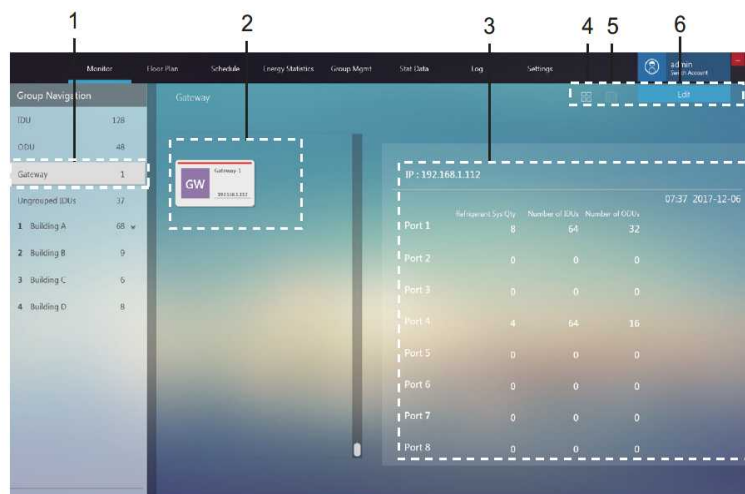 1 2 3 4 5 6
Monitor Floor Plan Schedule Energy Statistics Group Mgmt Stat Data Log Settings admin
Switch Account
Group Navigation Gateway Edit
IDU 128
ODU 48
Gateway 1
Ungrouped IDUs 37
1 Building A 68
2 Building B 9
3 Building C 6
4 Building D 8
GW Gateway 1
192.168.1.112
IP : 192.168.1.112
07:37 2017-12-06
Refrigerant Sys Qty Number of IDUs Number of ODUs
Port 1 8 64 32
Port 2 0 0 0
Port 3 0 0 0
Port 4 4 64 16
Port 5 0 0 0
Port 6 0 0 0
Port 7 0 0 0
Port 8 0 0 0